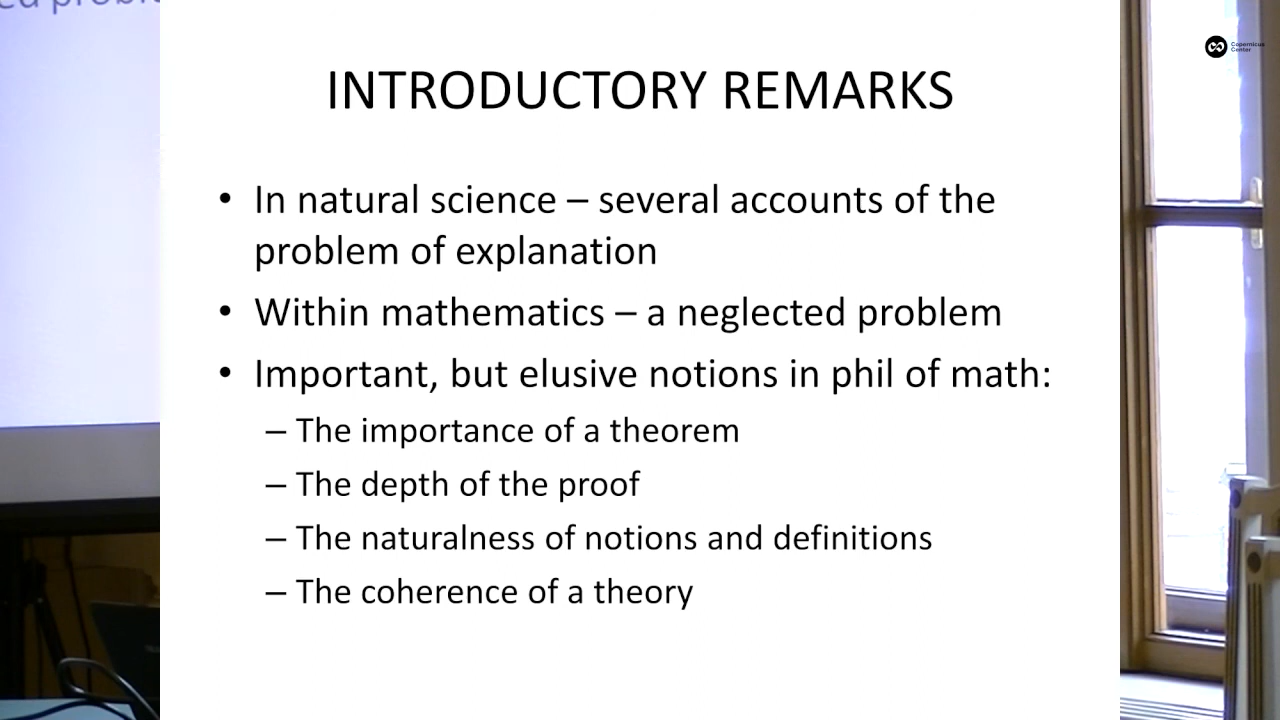 INTRODUCTORY REMARKS
• In natural science – several accounts of the
problem of explanation
• Within mathematics – a neglected problem
• Important, but elusive notions in phil of math:
– The importance of a theorem
– The depth of the proof
– The naturalness of notions and definitions
– The coherence of a theory
Copernicus
Center